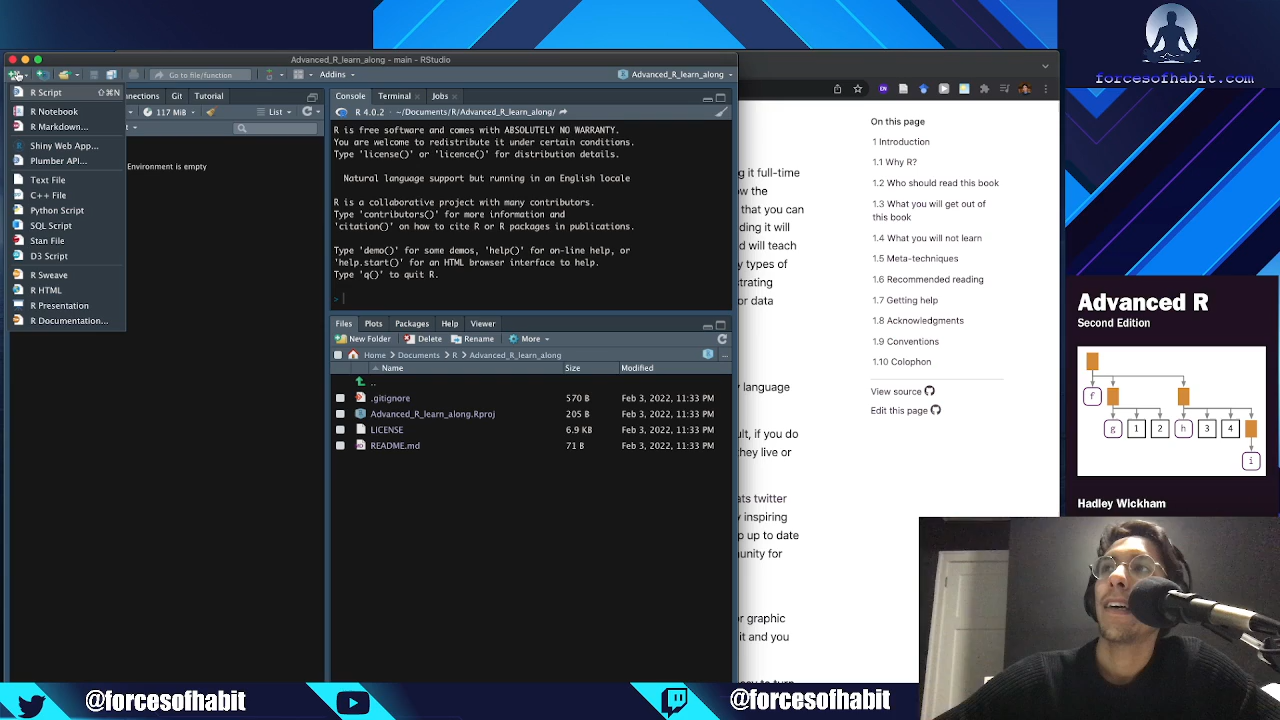 forcesofhabit.com
Advanced_R_learn_along - main - RStudio
Go to file/function
Addins
Advanced_R_learn_along
R Script ⇧⌘N
R Notebook
R Markdown...
Shiny Web App...
Plumber API...
Text File
C++ File
Python Script
SQL Script
Stan File
D3 Script
R Sweave
R HTML
R Presentation
R Documentation...
nnections Git Tutorial
117 MiB
List
Environment is empty
Console Terminal Jobs
R 4.0.2 · ~/Documents/R/Advanced_R_learn_along/
R is free software and comes with ABSOLUTELY NO WARRANTY.
You are welcome to redistribute it under certain conditions.
Type 'license()' or 'licence()' for distribution details.
Natural language support but running in an English locale
R is a collaborative project with many contributors.
Type 'contributors()' for more information and
'citation()' on how to cite R or R packages in publications.
Type 'demo()' for some demos, 'help()' for on-line help, or
'help.start()' for an HTML browser interface to help.
Type 'q()' to quit R.
>
Files Plots Packages Help Viewer
New Folder Delete Rename More
Home Documents R Advanced_R_learn_along
...
Name Size Modified
..
.gitignore 570 B Feb 3, 2022, 11:33 PM
Advanced_R_learn_along.Rproj 205 B Feb 3, 2022, 11:33 PM
LICENSE 6.9 KB Feb 3, 2022, 11:33 PM
README.md 71 B Feb 3, 2022, 11:33 PM
g it full-time
ow the
that you can
ding it will
d will teach
y types of
strating
or data
y language
ult, if you do
they live or
ats twitter
y inspiring
p up to date
unity for
or graphic
it and you
On this page
1 Introduction
1.1 Why R?
1.2 Who should read this book
1.3 What you will get out of
this book
1.4 What you will not learn
1.5 Meta-techniques
1.6 Recommended reading
1.7 Getting help
1.8 Acknowledgments
1.9 Conventions
1.10 Colophon
View source
Edit this page
Advanced R
Second Edition
f
g 1 2 h 3 4
i
Hadley Wickham
@forcesofhabit
@forcesofhabit